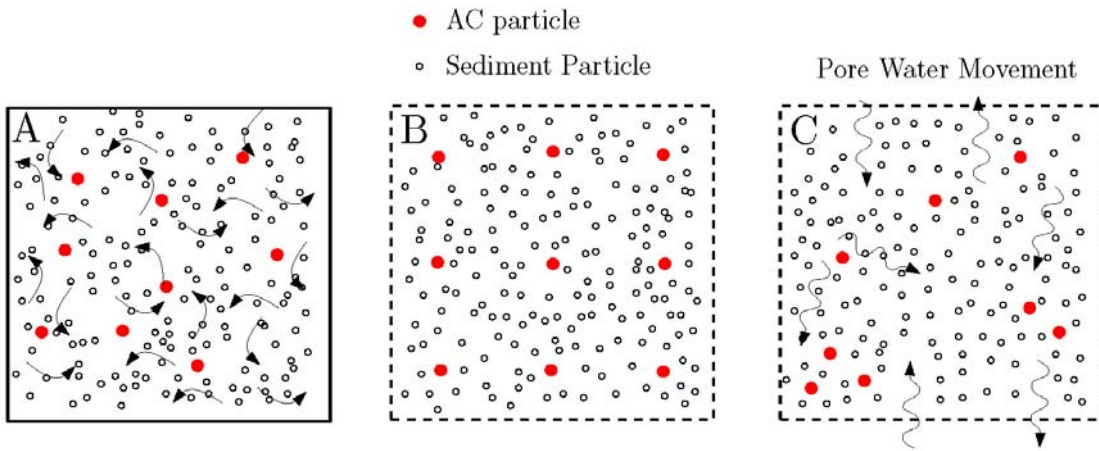 AC particle
Sediment Particle
Pore Water Movement
A
B
C